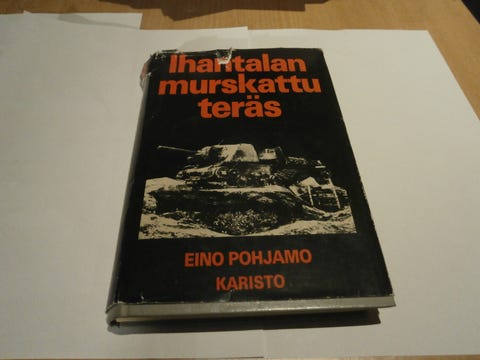 Ihantalan
murskattu
teräs
EINO POHJAMO
KARISTO